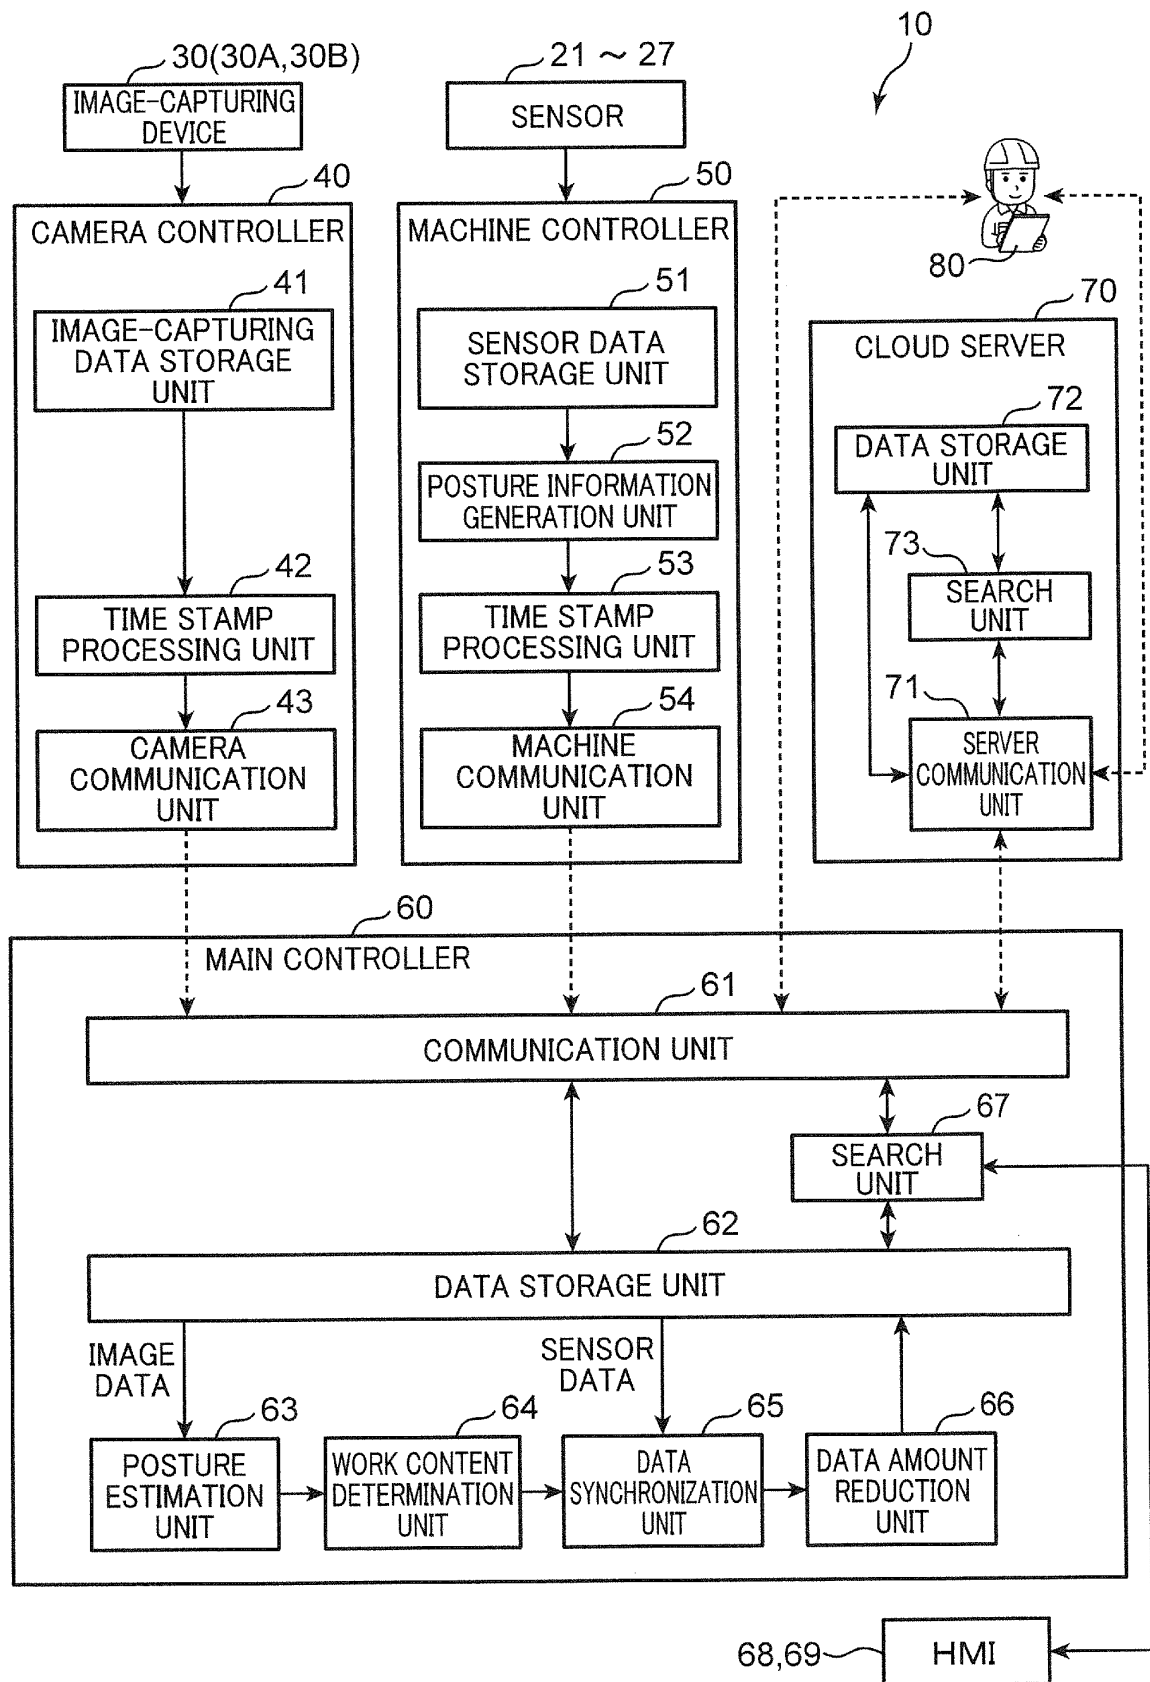 10
30(30A,30B)
IMAGE-CAPTURING
DEVICE
21 ～ 27
SENSOR
40
CAMERA CONTROLLER
41
IMAGE-CAPTURING
DATA STORAGE
UNIT
42
TIME STAMP
PROCESSING UNIT
43
CAMERA
COMMUNICATION
UNIT
50
MACHINE CONTROLLER
51
SENSOR DATA
STORAGE UNIT
52
POSTURE INFORMATION
GENERATION UNIT
53
TIME STAMP
PROCESSING UNIT
54
MACHINE
COMMUNICATION
UNIT
80
70
CLOUD SERVER
72
DATA STORAGE
UNIT
73
SEARCH
UNIT
71
SERVER
COMMUNICATION
UNIT
60
MAIN CONTROLLER
61
COMMUNICATION UNIT
67
SEARCH
UNIT
62
DATA STORAGE UNIT
IMAGE
DATA
SENSOR
DATA
63
POSTURE
ESTIMATION
UNIT
64
WORK CONTENT
DETERMINATION
UNIT
65
DATA
SYNCHRONIZATION
UNIT
66
DATA AMOUNT
REDUCTION
UNIT
68,69
HMI